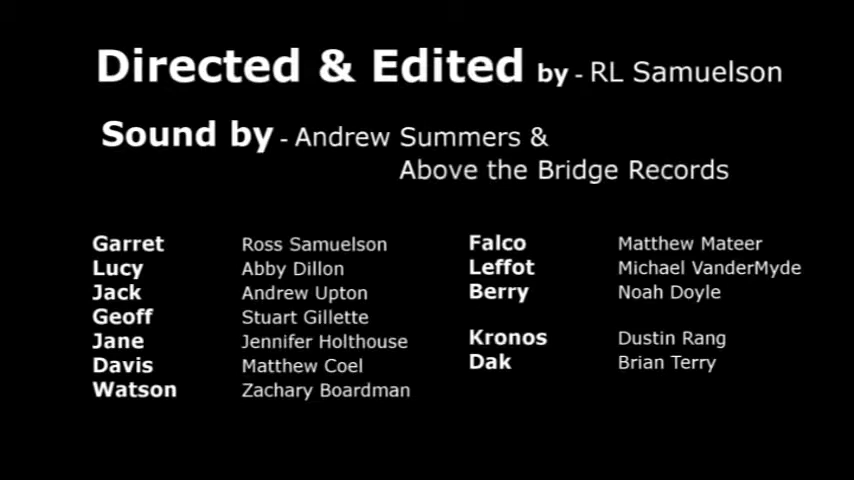 Directed & Edited by - RL Samuelson
Sound by - Andrew Summers &
Above the Bridge Records
Garret Ross Samuelson
Lucy Abby Dillon
Jack Andrew Upton
Geoff Stuart Gillette
Jane Jennifer Holthouse
Davis Matthew Coel
Watson Zachary Boardman
Falco Matthew Mateer
Leffot Michael VanderMyde
Berry Noah Doyle
Kronos Dustin Rang
Dak Brian Terry